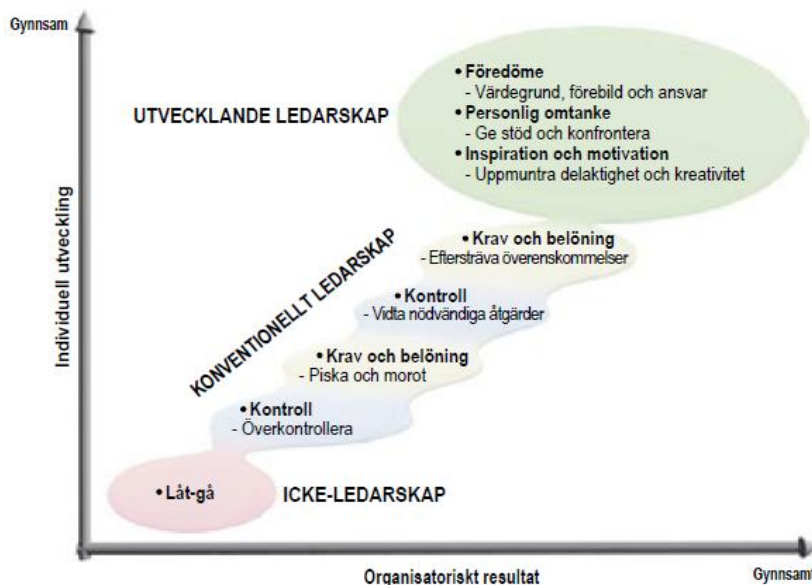 Gynnsam
• Föredöme
- Värdegrund, förebild och ansvar
• Personlig omtanke
- Ge stöd och konfrontera
• Inspiration och motivation
- Uppmuntra delaktighet och kreativitet
UTVECKLANDE LEDARSKAP
• Krav och belöning
- Eftersträva överenskommelser
• Kontroll
- Vidta nödvändiga åtgärder
• Krav och belöning
- Piska och morot
• Kontroll
- Överkontrollera
KONVENTIONELLT LEDARSKAP
• Låt-gå
ICKE-LEDARSKAP
Individuell utveckling
Organisatoriskt resultat
Gynnsamt